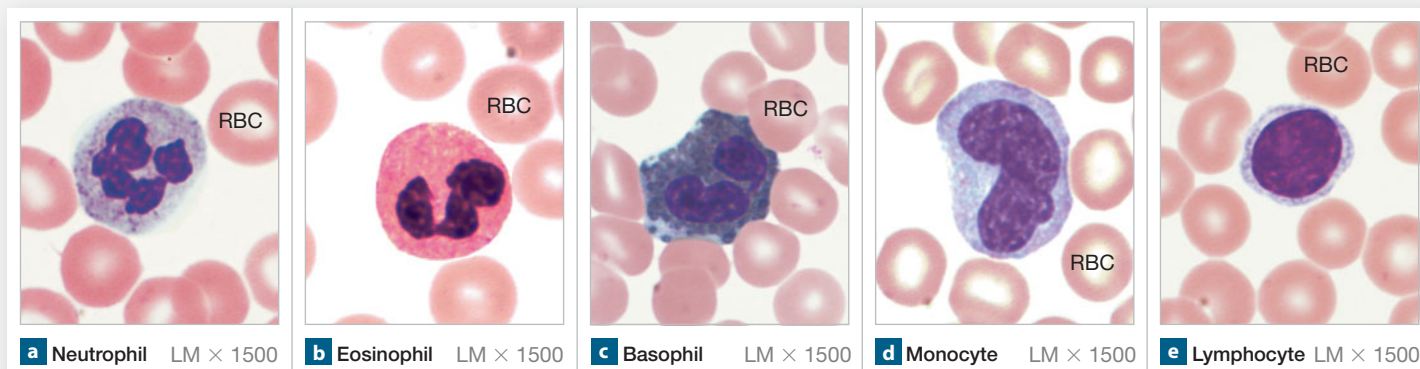 RBC
RBC
RBC
RBC
RBC
a Neutrophil LM × 1500
b Eosinophil LM × 1500
c Basophil LM × 1500
d Monocyte LM × 1500
e Lymphocyte LM × 1500